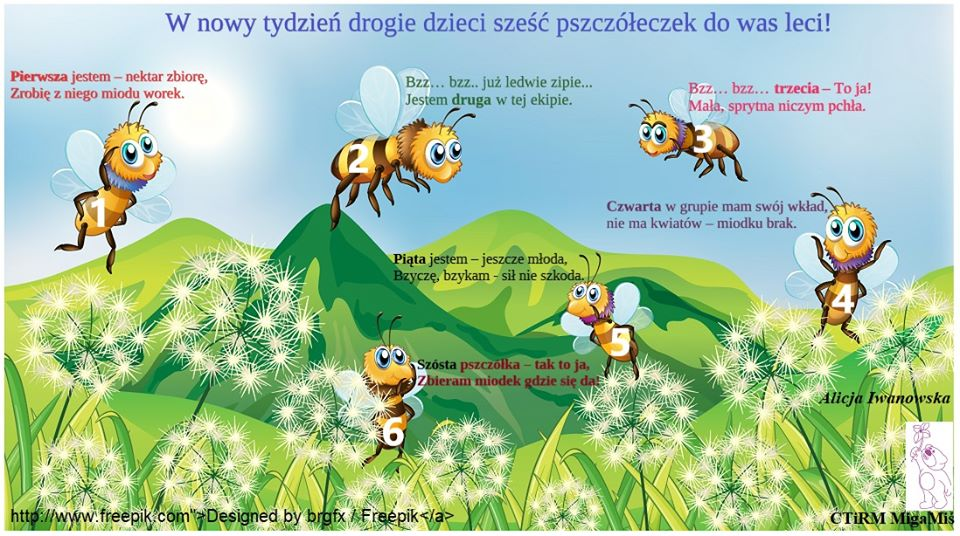 W nowy tydzień drogie dzieci sześć pszczółeczek do was leci!
Pierwsza jestem – nektar zbiorę,
Zrobię z niego miodu worek.
Bzz… bzz.. już ledwie zipie...
Jestem druga w tej ekipie.
Bzz… bzz… trzecia – To ja!
Mała, sprytna niczym pchła.
1
2
3
Czwarta w grupie mam swój wkład,
nie ma kwiatów – miodku brak.
4
Piąta jestem – jeszcze młoda,
Bzyczę, bzykam - sił nie szkoda.
5
Szósta pszczółka – tak to ja,
Zbieram miodek gdzie się da!
6
Alicja Iwanowska
http://www.freepik.com">Designed by brgfx / Freepik</a>
CTiRM MigaMiś